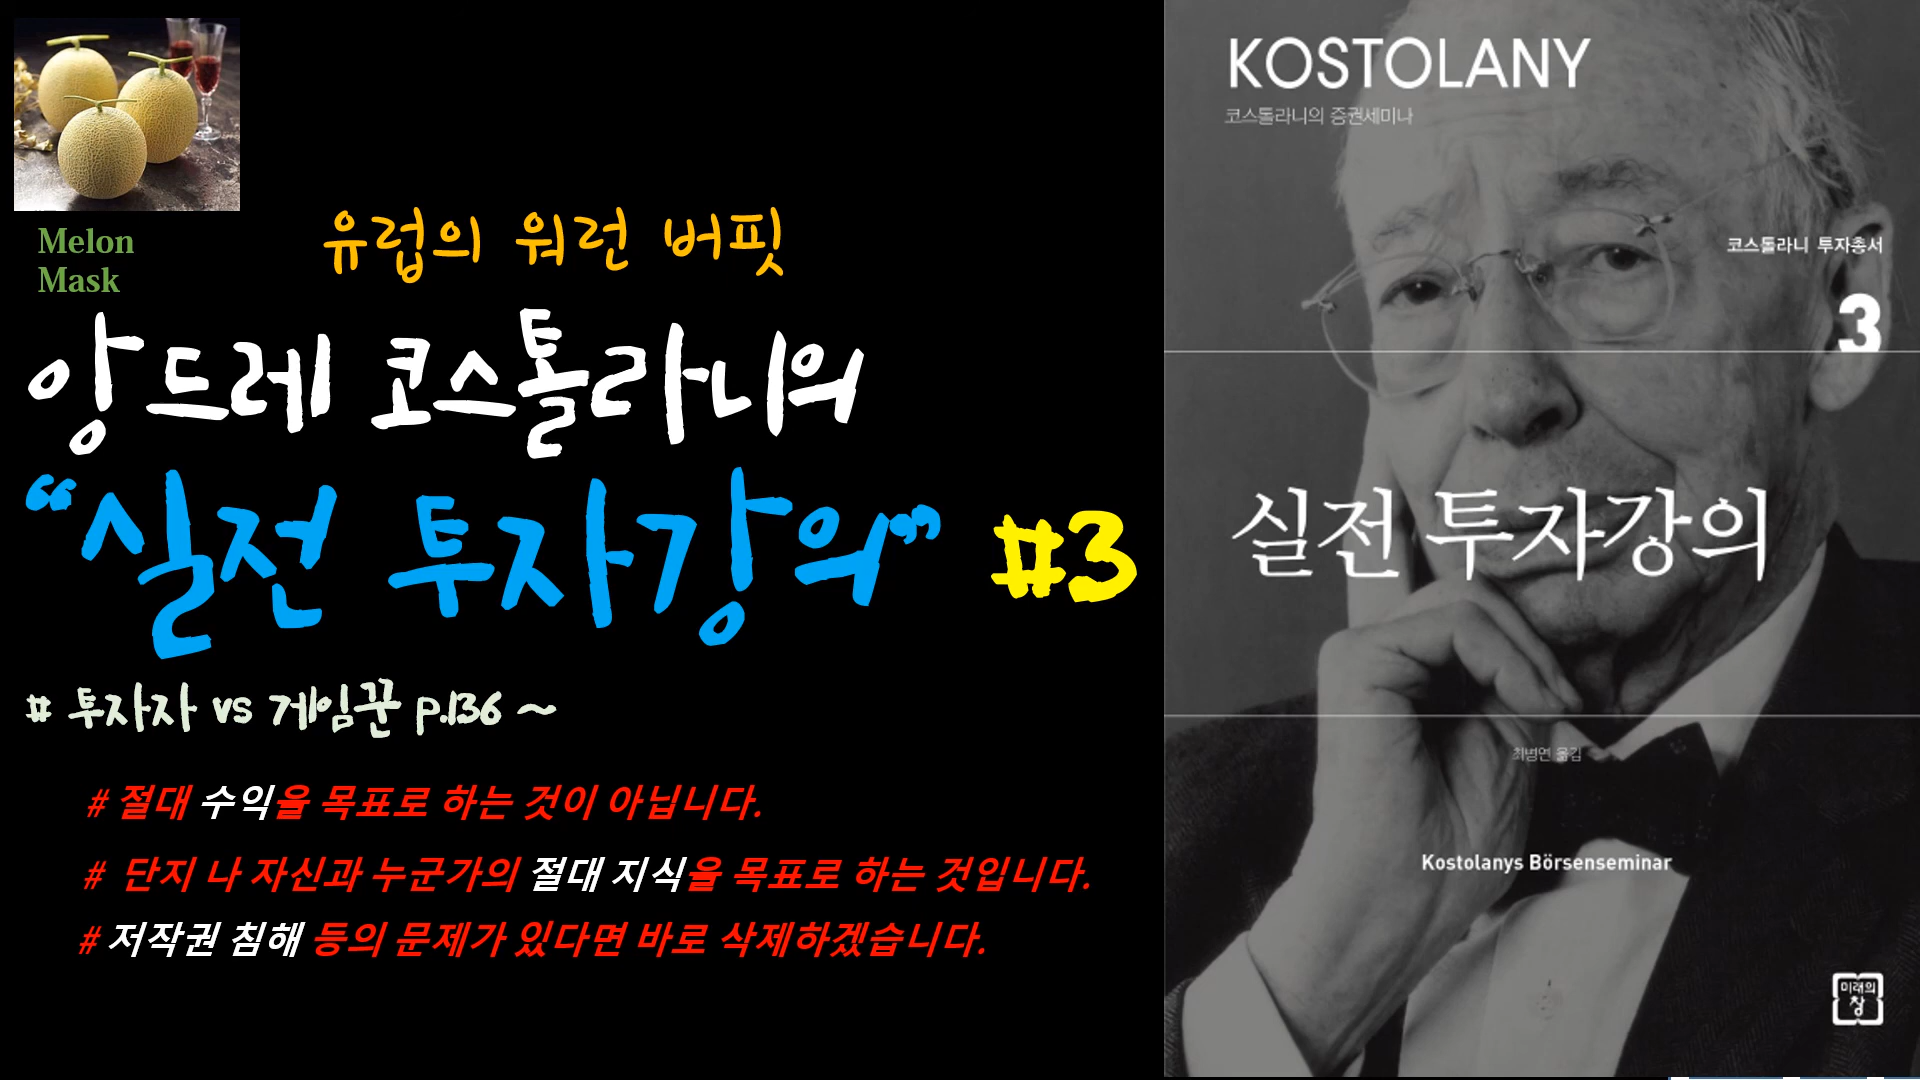 Melon
Mask
유럽의 워런 버핏
앙드레 코스톨라니의
“실전 투자강의” #3
# 투자자 vs 게임꾼 p.136 ~
# 절대 수익을 목표로 하는 것이 아닙니다.
# 단지 나 자신과 누군가의 절대 지식을 목표로 하는 것입니다.
# 저작권 침해 등의 문제가 있다면 바로 삭제하겠습니다.
KOSTOLANY
코스톨라니의 증권세미나
코스톨라니 투자총서
3
실전 투자강의
최병연 옮김
Kostolanys Börsenseminar
미래의
창